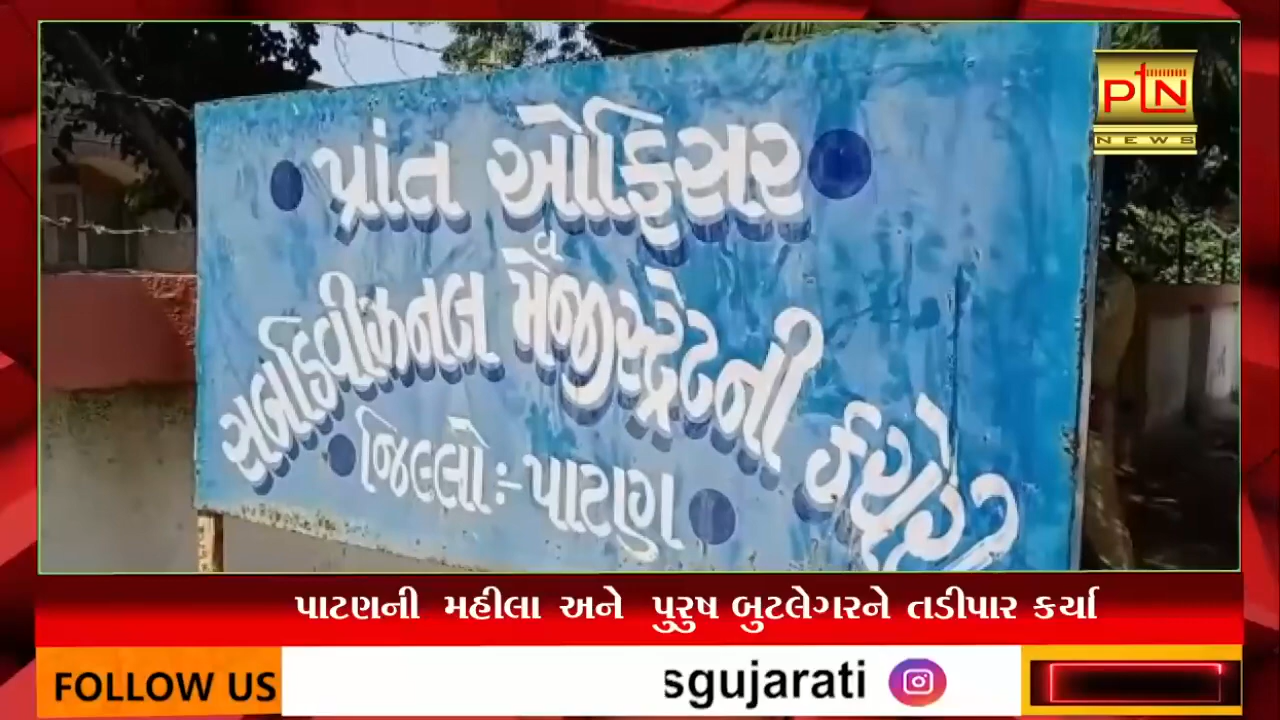 PTN
NEWS
પ્રાંત ઓફિસર
વ
સબડિવીઝનલ મેજીસ્ટ્રેટની કચેરી
જિલ્લો:-પાટણ
પાટણની મહીલા અને પુરુષ બુટલેગરને તડીપાર કર્યા
FOLLOW US
sgujarati